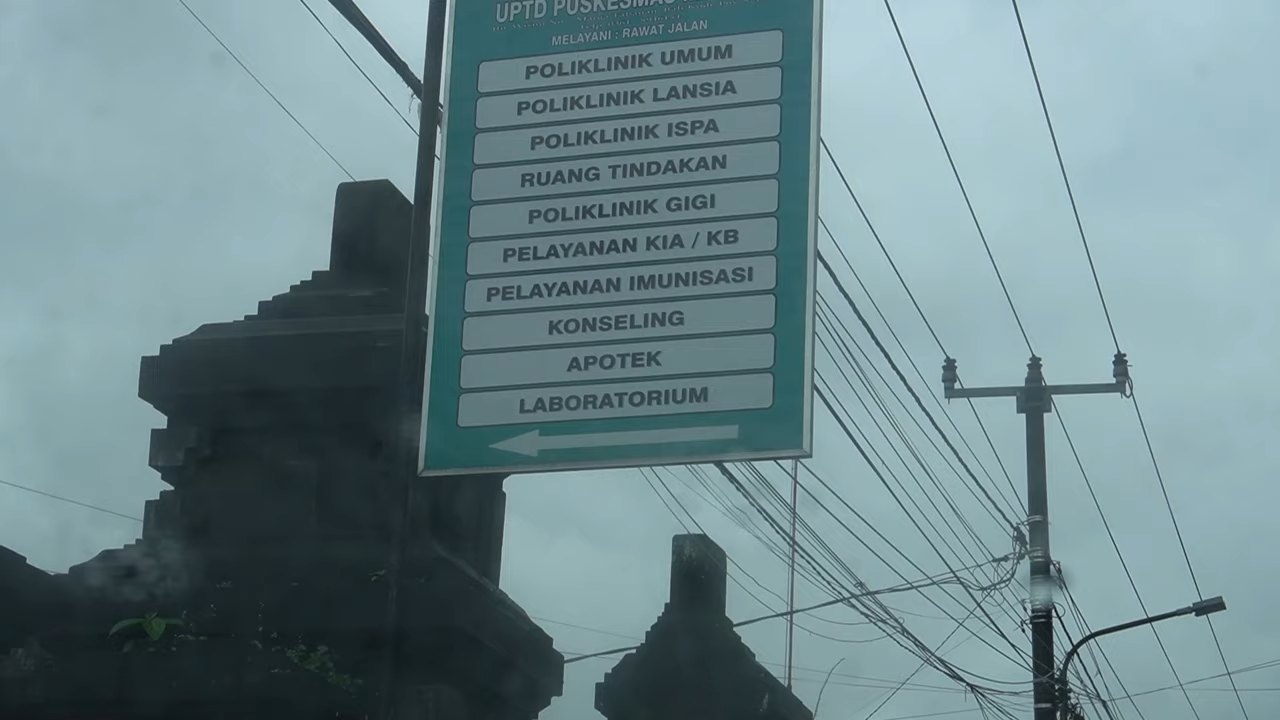 UPTD PUSKESMAS
MELAYANI : RAWAT JALAN
POLIKLINIK UMUM
POLIKLINIK LANSIA
POLIKLINIK ISPA
RUANG TINDAKAN
POLIKLINIK GIGI
PELAYANAN KIA / KB
PELAYANAN IMUNISASI
KONSELING
APOTEK
LABORATORIUM